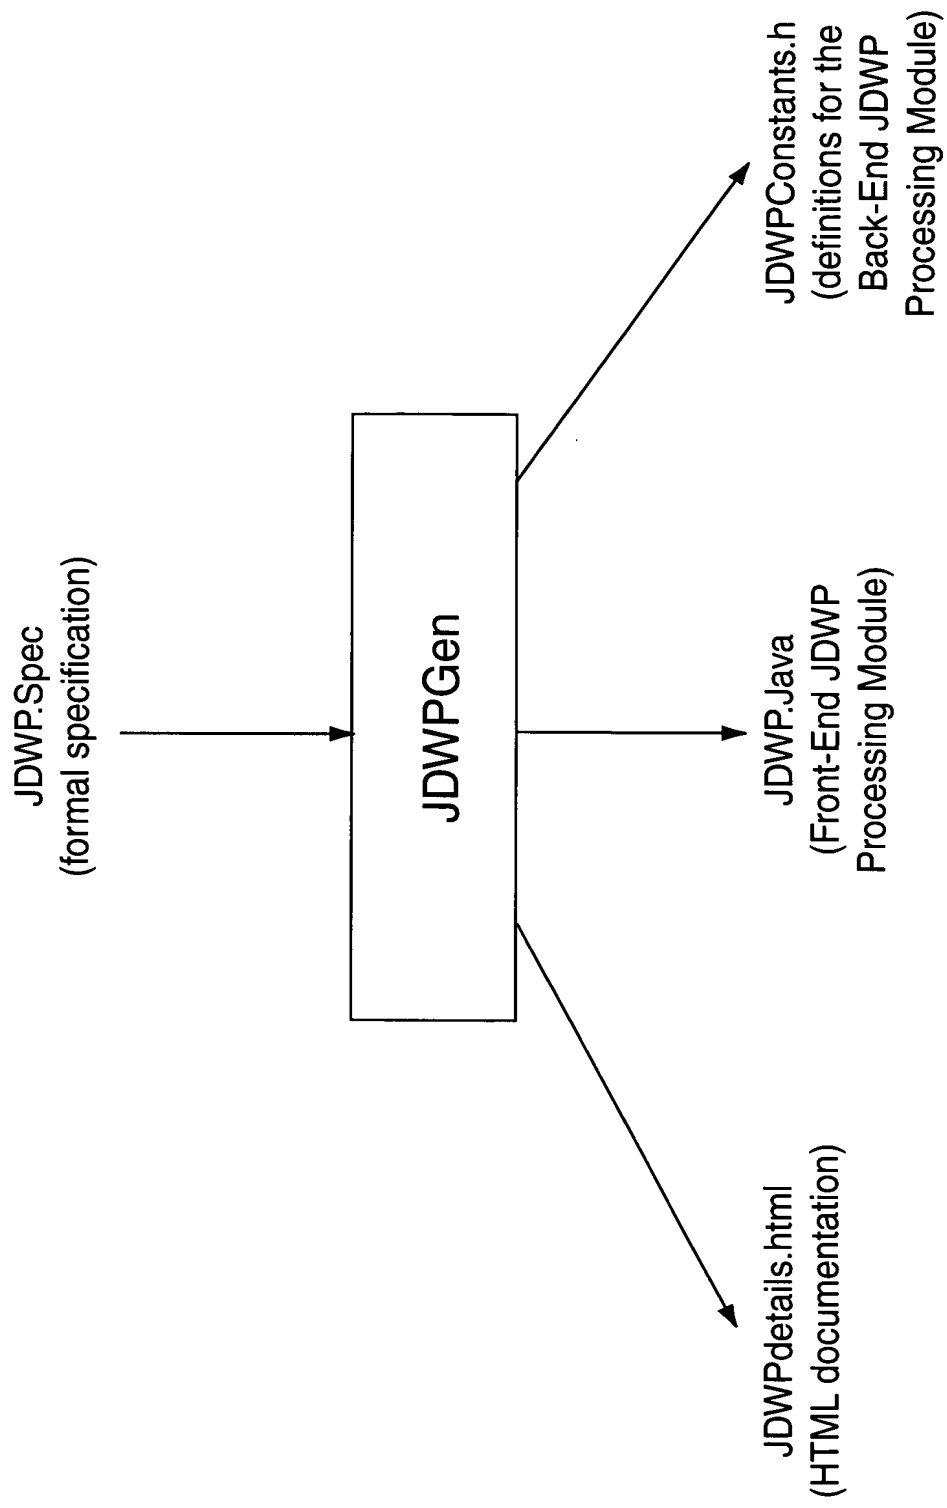 JDWP.Spec
(formal specification)
JDWPGen
JDWPdetails.html
(HTML documentation)
JDWP.Java
(Front-End JDWP
Processing Module)
JDWPConstants.h
(definitions for the
Back-End JDWP
Processing Module)